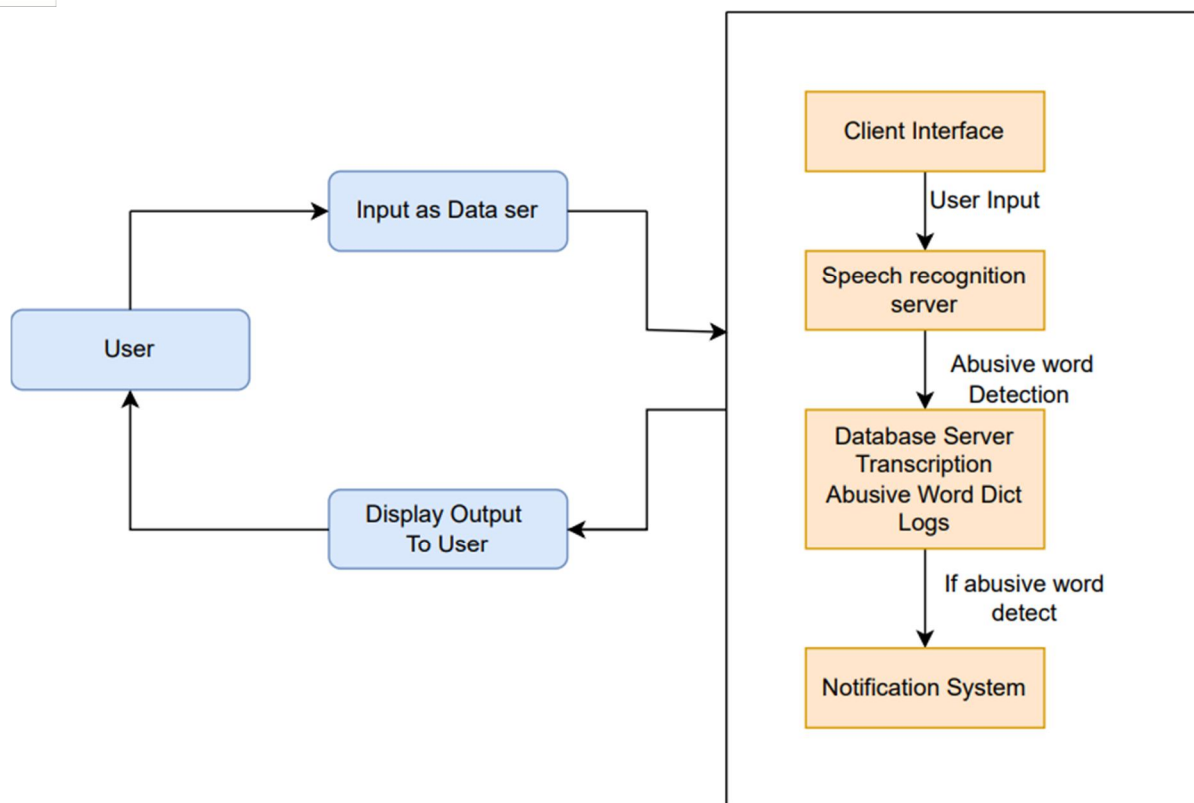 Client Interface
User Input
Input as Data ser
Speech recognition
server
User
Abusive word
Detection
Database Server
Transcription
Abusive Word Dict
Logs
Display Output
To User
If abusive word
detect
Notification System